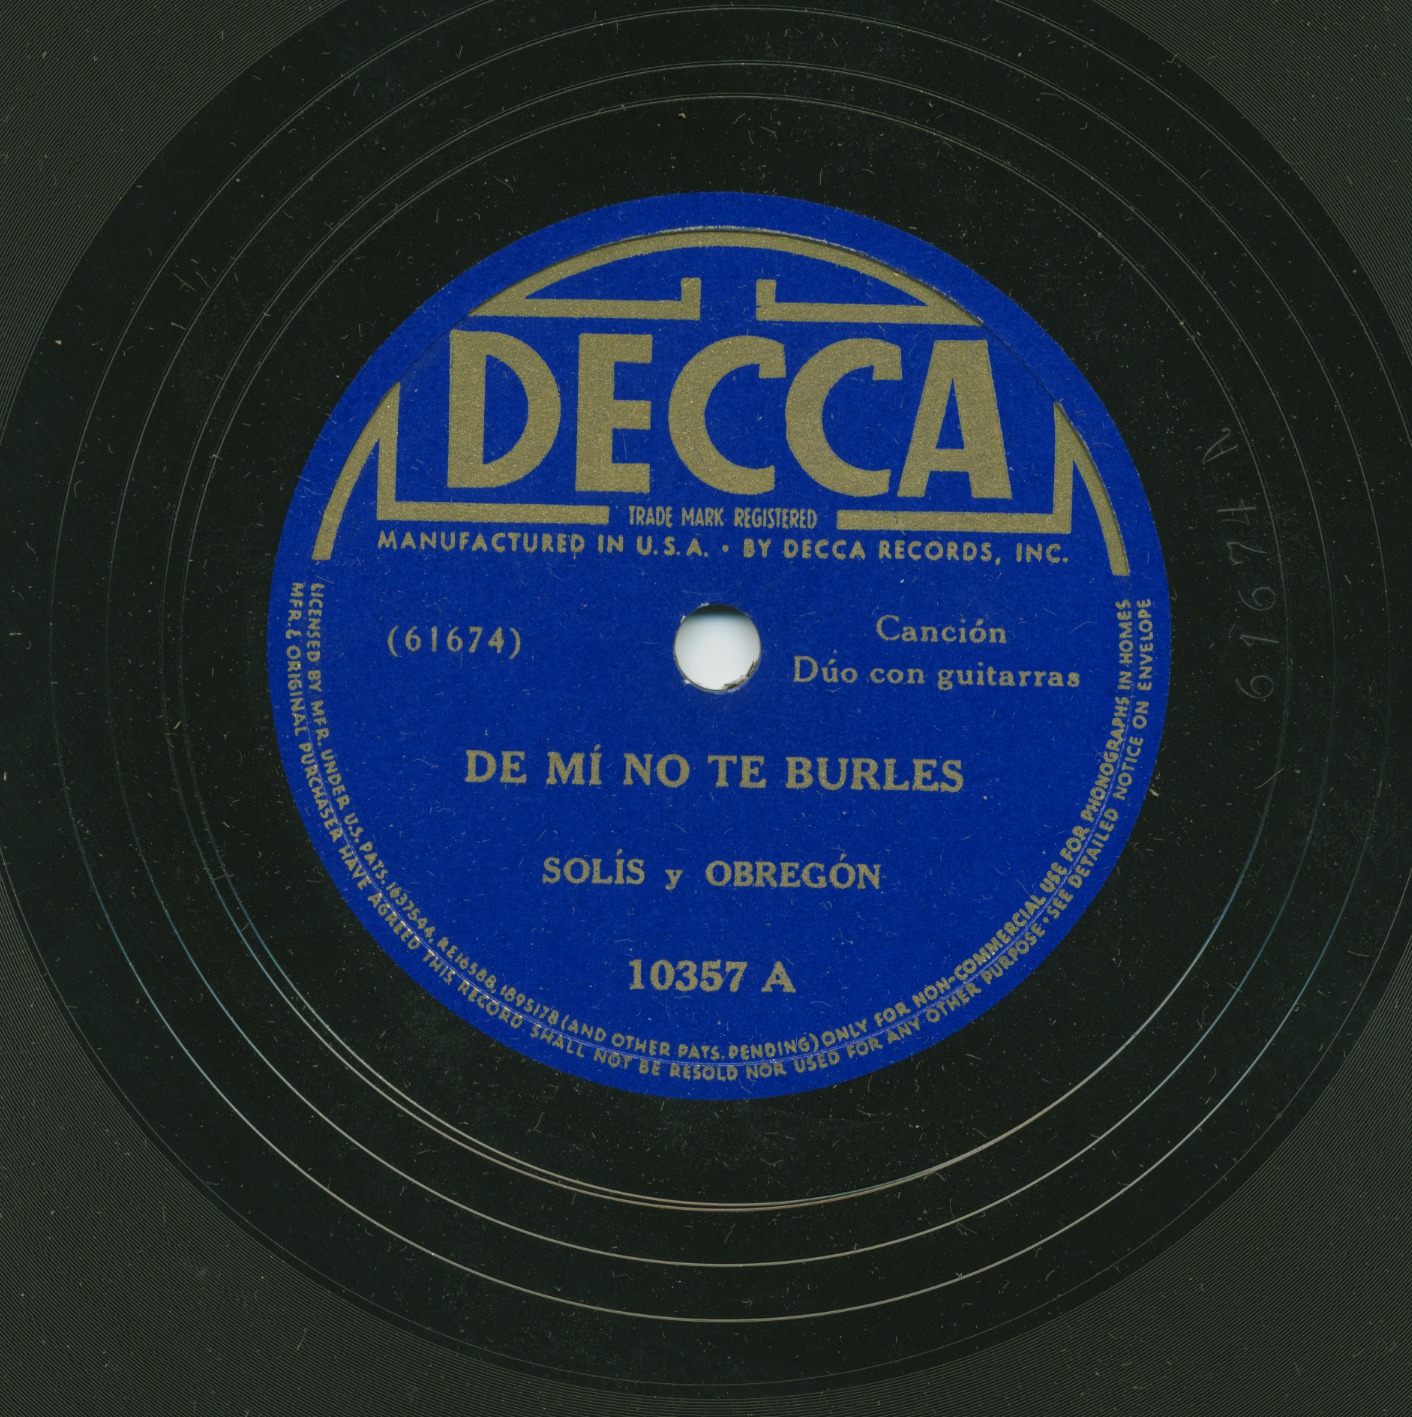 DECCA
TRADE MARK REGISTERED
MANUFACTURED IN U.S.A. • BY DECCA RECORDS, INC.
(61674)
Canción
Dúo con guitarras
DE MÍ NO TE BURLES
SOLÍS y OBREGÓN
10357 A
LICENSED BY MFR. UNDER U.S. PATS. 1637544, RE16588, 1895178 (AND OTHER PATS. PENDING) ONLY FOR NON-COMMERCIAL USE FOR PHONOGRAPHS IN HOMES
MFR. & ORIGINAL PURCHASER HAVE AGREED THIS RECORD SHALL NOT BE RESOLD NOR USED FOR ANY OTHER PURPOSE • SEE DETAILED NOTICE ON ENVELOPE
61674 A